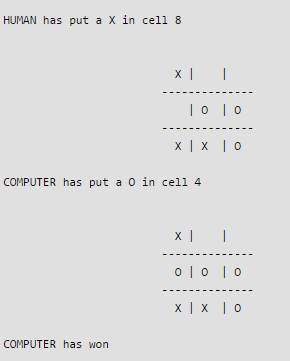 HUMAN has put a X in cell 8
X |   |
--------------
  | O | O
--------------
X | X | O
COMPUTER has put a O in cell 4
X |   |
--------------
O | O | O
--------------
X | X | O
COMPUTER has won